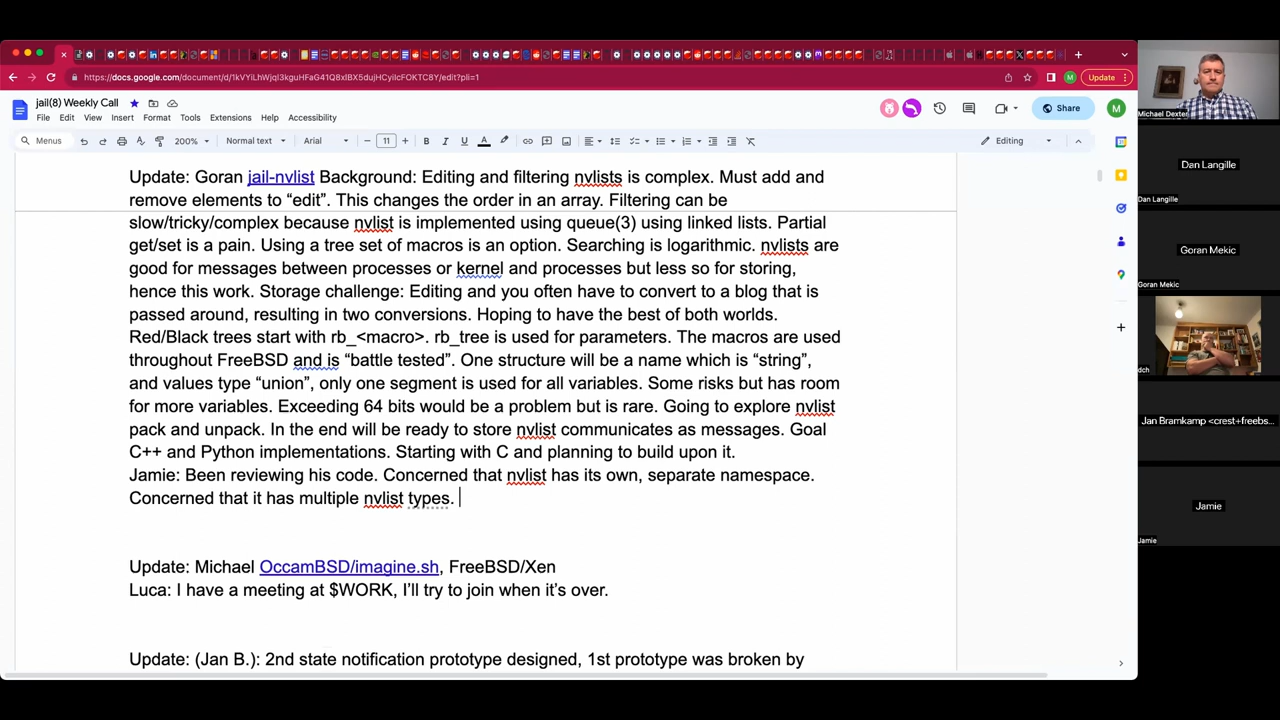 https://docs.google.com/document/d/1kVYiLhWjqI3kguHFaG41Q8xlBX5dujHCyiIcFOKTC8Y/edit?pli=1
Update
jail(8) Weekly Call
File Edit View Insert Format Tools Extensions Help Accessibility
Share
M
Menus
200%
Normal text
Arial
11
Editing
Update: Goran jail-nvlist Background: Editing and filtering nvlists is complex. Must add and
remove elements to “edit”. This changes the order in an array. Filtering can be
slow/tricky/complex because nvlist is implemented using queue(3) using linked lists. Partial
get/set is a pain. Using a tree set of macros is an option. Searching is logarithmic. nvlists are
good for messages between processes or kernel and processes but less so for storing,
hence this work. Storage challenge: Editing and you often have to convert to a blog that is
passed around, resulting in two conversions. Hoping to have the best of both worlds.
Red/Black trees start with rb_<macro>. rb_tree is used for parameters. The macros are used
throughout FreeBSD and is “battle tested”. One structure will be a name which is “string”,
and values type “union”, only one segment is used for all variables. Some risks but has room
for more variables. Exceeding 64 bits would be a problem but is rare. Going to explore nvlist
pack and unpack. In the end will be ready to store nvlist communicates as messages. Goal
C++ and Python implementations. Starting with C and planning to build upon it.
Jamie: Been reviewing his code. Concerned that nvlist has its own, separate namespace.
Concerned that it has multiple nvlist types.
Update: Michael OccamBSD/imagine.sh, FreeBSD/Xen
Luca: I have a meeting at $WORK, I’ll try to join when it’s over.
Update: (Jan B.): 2nd state notification prototype designed, 1st prototype was broken by
Michael Dexter
Dan Langille
Dan Langille
Goran Mekic
Goran Mekic
dch
Jan Bramkamp <crest+freebs...
Jamie
Jamie